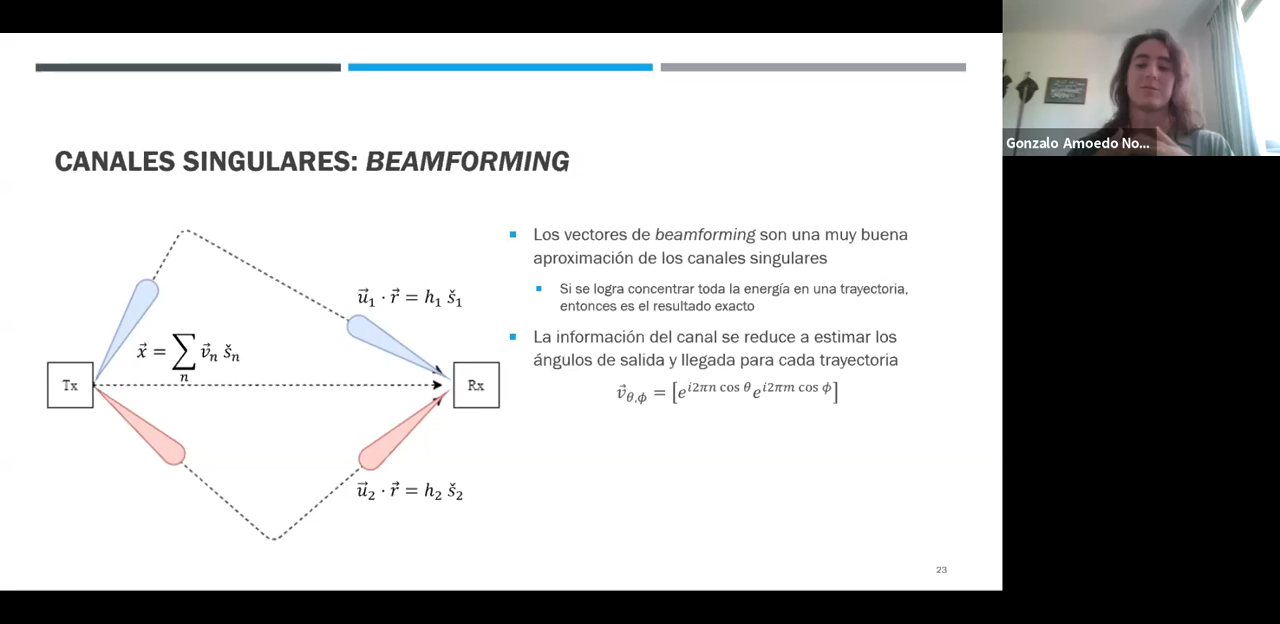 Gonzalo Amoedo No...
CANALES SINGULARES: BEAMFORMING
Tx
x⃗ = ∑ₙ v⃗ₙ šₙ
u⃗₁ · r⃗ = h₁ š₁
Rx
u⃗₂ · r⃗ = h₂ š₂
Los vectores de beamforming son una muy buena
aproximación de los canales singulares
Si se logra concentrar toda la energía en una trayectoria,
entonces es el resultado exacto
La información del canal se reduce a estimar los
ángulos de salida y llegada para cada trayectoria
v⃗_{θ,ϕ} = [e^{i2πn cos θ} e^{i2πm cos ϕ}]
23